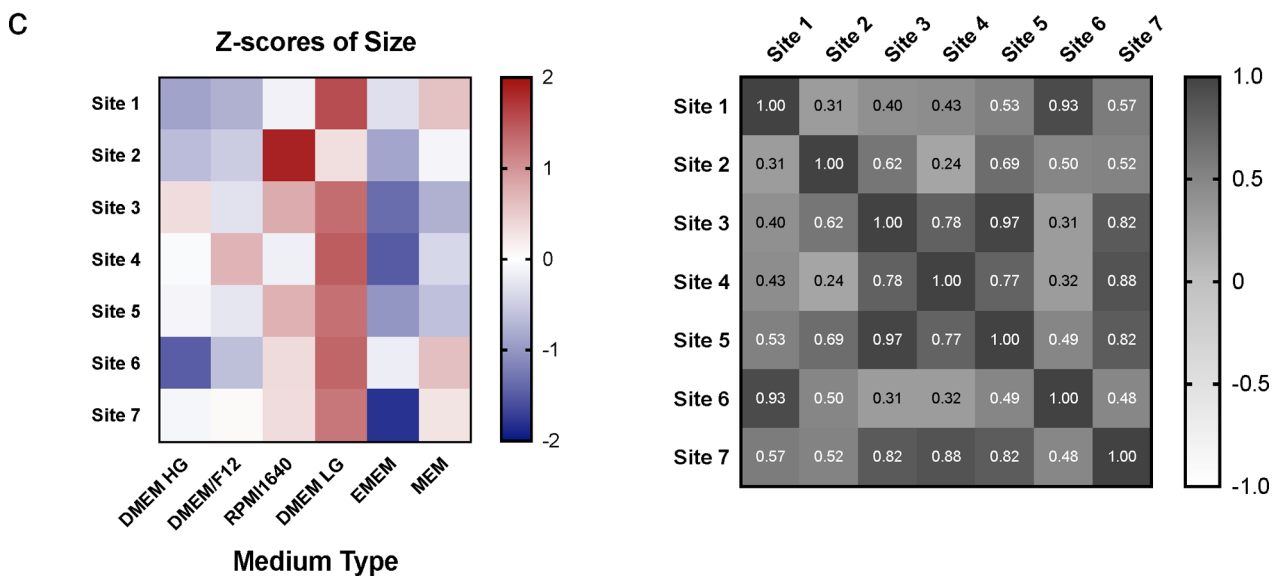 C
Z-scores of Size
Site 1
Site 2
Site 3
Site 4
Site 5
Site 6
Site 7
DMEM HG
DMEM/F12
RPMI1640
DMEM LG
EMEM
MEM
Medium Type
2
1
0
-1
-2
Site 1 Site 2 Site 3 Site 4 Site 5 Site 6 Site 7
Site 1 1.00 0.31 0.40 0.43 0.53 0.93 0.57
Site 2 0.31 1.00 0.62 0.24 0.69 0.50 0.52
Site 3 0.40 0.62 1.00 0.78 0.97 0.31 0.82
Site 4 0.43 0.24 0.78 1.00 0.77 0.32 0.88
Site 5 0.53 0.69 0.97 0.77 1.00 0.49 0.82
Site 6 0.93 0.50 0.31 0.32 0.49 1.00 0.48
Site 7 0.57 0.52 0.82 0.88 0.82 0.48 1.00
1.0
0.5
0
-0.5
-1.0